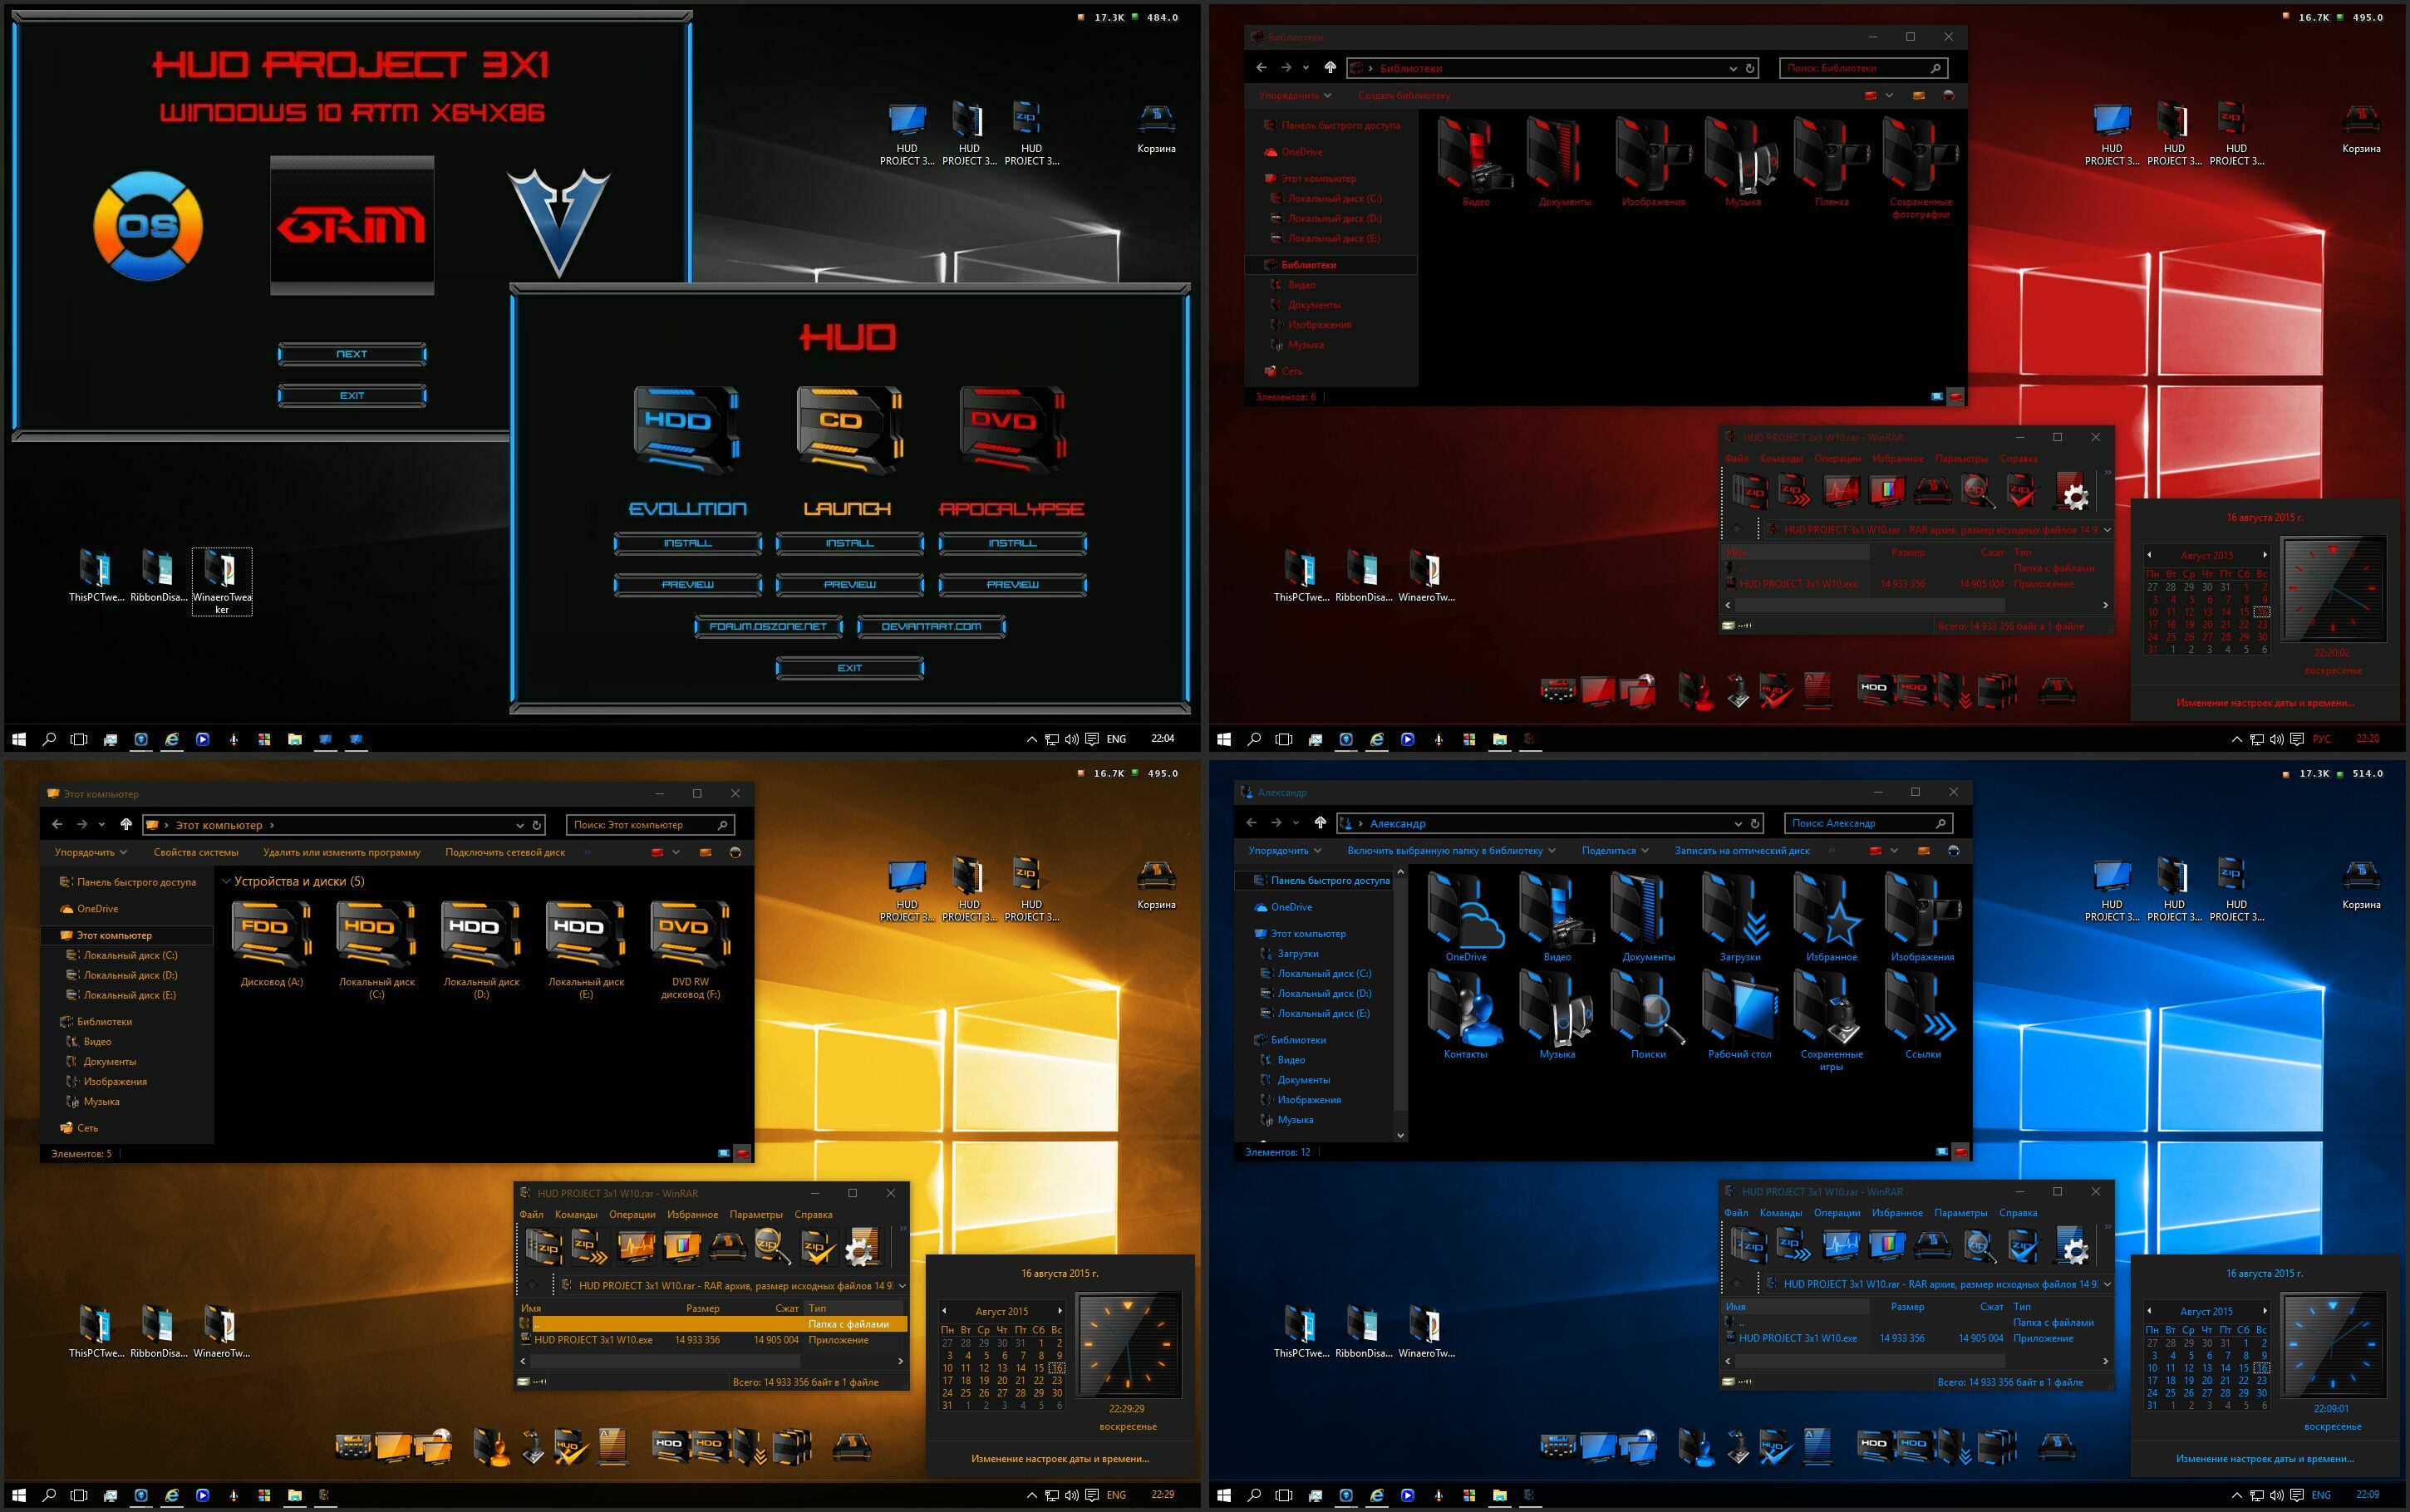 17.3K 484.0
HUD PROJECT 3X1
WINDOWS 10 RTM X64X86
OS
GRIM
NEXT
EXIT
HUD PROJECT 3...
HUD PROJECT 3...
HUD PROJECT 3...
Корзина
HUD
HDD
CD
DVD
EVOLUTION
LAUNCH
APOCALYPSE
INSTALL
INSTALL
INSTALL
PREVIEW
PREVIEW
PREVIEW
FORUM.OSZONE.NET
DEVIANTART.COM
EXIT
ThisPCTwe...
RibbonDisa...
WinaeroTwea
ker
ENG
22:04
16.7K 495.0
Библиотеки
Библиотеки
Поиск: Библиотеки
Упорядочить
Создать библиотеку
Панель быстрого доступа
OneDrive
Этот компьютер
Локальный диск (C:)
Локальный диск (D:)
Локальный диск (E:)
Библиотеки
Видео
Документы
Изображения
Музыка
Сеть
Видео
Документы
Изображения
Музыка
Пленка
Сохраненные
фотографии
Элементов: 6
HUD PROJECT 3...
HUD PROJECT 3...
HUD PROJECT 3...
Корзина
HUD PROJECT 3x1 W10.rar - WinRAR
Файл Команды Операции Избранное Параметры Справка
HUD PROJECT 3x1 W10.rar - RAR архив, размер исходных файлов 14 9
Имя Размер Сжат Тип
.. Папка с файлами
HUD PROJECT 3x1 W10.exe 14 933 356 14 905 004 Приложение
Всего: 14 933 356 байт в 1 файле
ThisPCTwe...
RibbonDisa...
WinaeroTw...
16 августа 2015 г.
Август 2015
Пн Вт Ср Чт Пт Сб Вс
27 28 29 30 31 1 2
3 4 5 6 7 8 9
10 11 12 13 14 15 16
17 18 19 20 21 22 23
24 25 26 27 28 29 30
31 1 2 3 4 5 6
22:20:02
воскресенье
Изменение настроек даты и времени...
HDD
HDD
РУС
22:20
16.7K 495.0
Этот компьютер
Этот компьютер
Поиск: Этот компьютер
Упорядочить
Свойства системы
Удалить или изменить программу
Подключить сетевой диск
Панель быстрого доступа
OneDrive
Этот компьютер
Локальный диск (C:)
Локальный диск (D:)
Локальный диск (E:)
Библиотеки
Видео
Документы
Изображения
Музыка
Сеть
Устройства и диски (5)
FDD
HDD
HDD
HDD
DVD
Дисковод (A:)
Локальный диск
(C:)
Локальный диск
(D:)
Локальный диск
(E:)
DVD RW
дисковод (F:)
Элементов: 5
HUD PROJECT 3...
HUD PROJECT 3...
HUD PROJECT 3...
Корзина
HUD PROJECT 3x1 W10.rar - WinRAR
Файл Команды Операции Избранное Параметры Справка
HUD PROJECT 3x1 W10.rar - RAR архив, размер исходных файлов 14 9
Имя Размер Сжат Тип
.. Папка с файлами
HUD PROJECT 3x1 W10.exe 14 933 356 14 905 004 Приложение
Всего: 14 933 356 байт в 1 файле
ThisPCTwe...
RibbonDisa...
WinaeroTw...
16 августа 2015 г.
Август 2015
Пн Вт Ср Чт Пт Сб Вс
27 28 29 30 31 1 2
3 4 5 6 7 8 9
10 11 12 13 14 15 16
17 18 19 20 21 22 23
24 25 26 27 28 29 30
31 1 2 3 4 5 6
22:29:29
воскресенье
Изменение настроек даты и времени...
HDD
HDD
ENG
22:29
17.3K 514.0
Александр
Александр
Поиск: Александр
Упорядочить
Включить выбранную папку в библиотеку
Поделиться
Записать на оптический диск
Панель быстрого доступа
OneDrive
Этот компьютер
Загрузки
Локальный диск (C:)
Локальный диск (D:)
Локальный диск (E:)
Библиотеки
Видео
Документы
Изображения
Музыка
OneDrive
Видео
Документы
Загрузки
Избранное
Изображения
Контакты
Музыка
Поиски
Рабочий стол
Сохраненные
игры
Ссылки
Элементов: 12
HUD PROJECT 3...
HUD PROJECT 3...
HUD PROJECT 3...
Корзина
HUD PROJECT 3x1 W10.rar - WinRAR
Файл Команды Операции Избранное Параметры Справка
HUD PROJECT 3x1 W10.rar - RAR архив, размер исходных файлов 14 9
Имя Размер Сжат Тип
.. Папка с файлами
HUD PROJECT 3x1 W10.exe 14 933 356 14 905 004 Приложение
Всего: 14 933 356 байт в 1 файле
ThisPCTwe...
RibbonDisa...
WinaeroTw...
16 августа 2015 г.
Август 2015
Пн Вт Ср Чт Пт Сб Вс
27 28 29 30 31 1 2
3 4 5 6 7 8 9
10 11 12 13 14 15 16
17 18 19 20 21 22 23
24 25 26 27 28 29 30
31 1 2 3 4 5 6
22:09:01
воскресенье
Изменение настроек даты и времени...
HDD
HDD
ENG
22:09